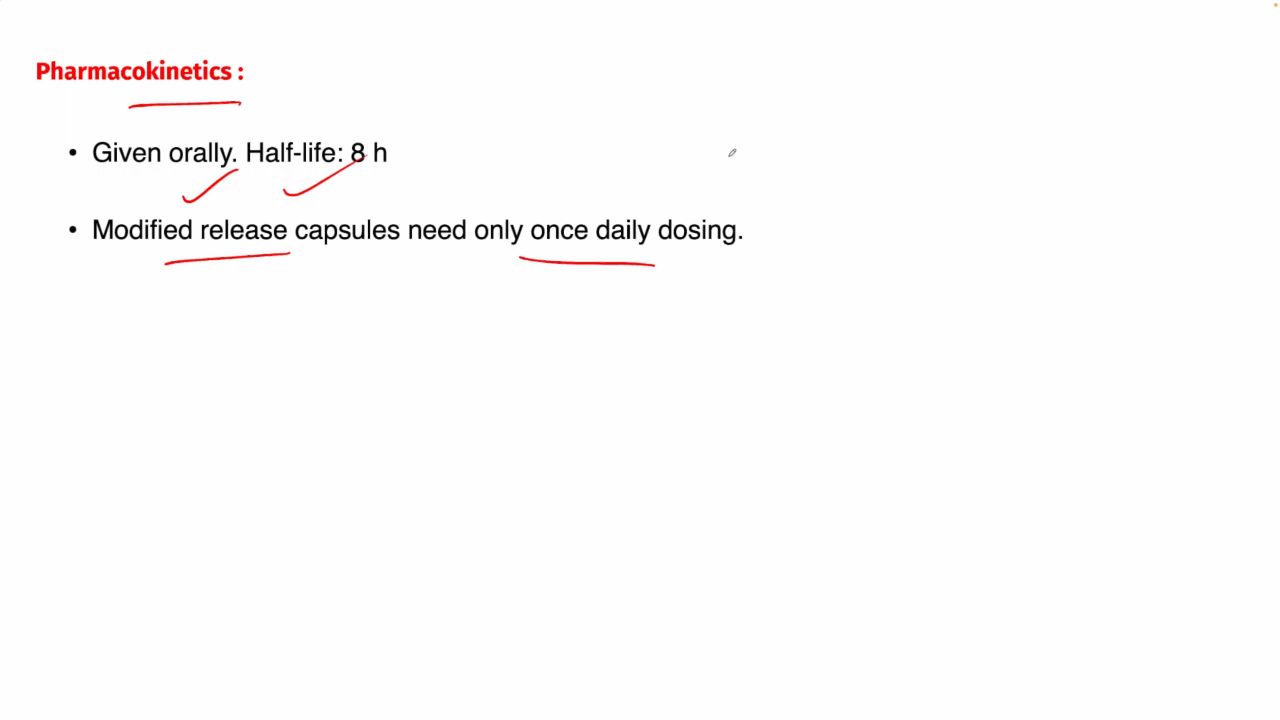 Pharmacokinetics :
• Given orally. Half-life: 8 h
• Modified release capsules need only once daily dosing.